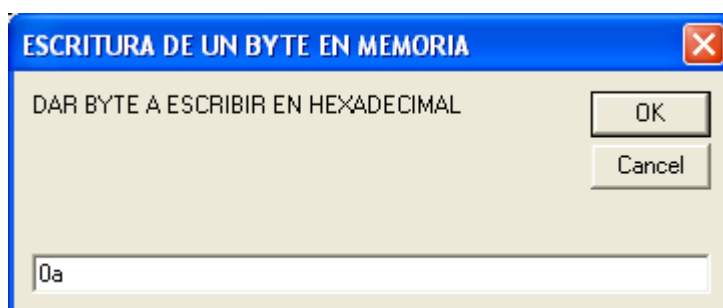 ESCRITURA DE UN BYTE EN MEMORIA
DAR BYTE A ESCRIBIR EN HEXADECIMAL
OK
Cancel
0a